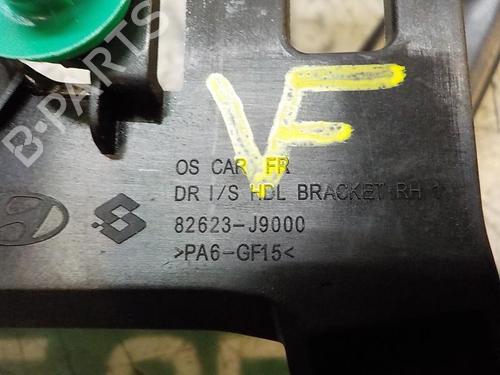 VF
OS CAR FR
DR I/S HDL BRACKET RH
82623-J9000
>PA6-GF15<
B-PARTS